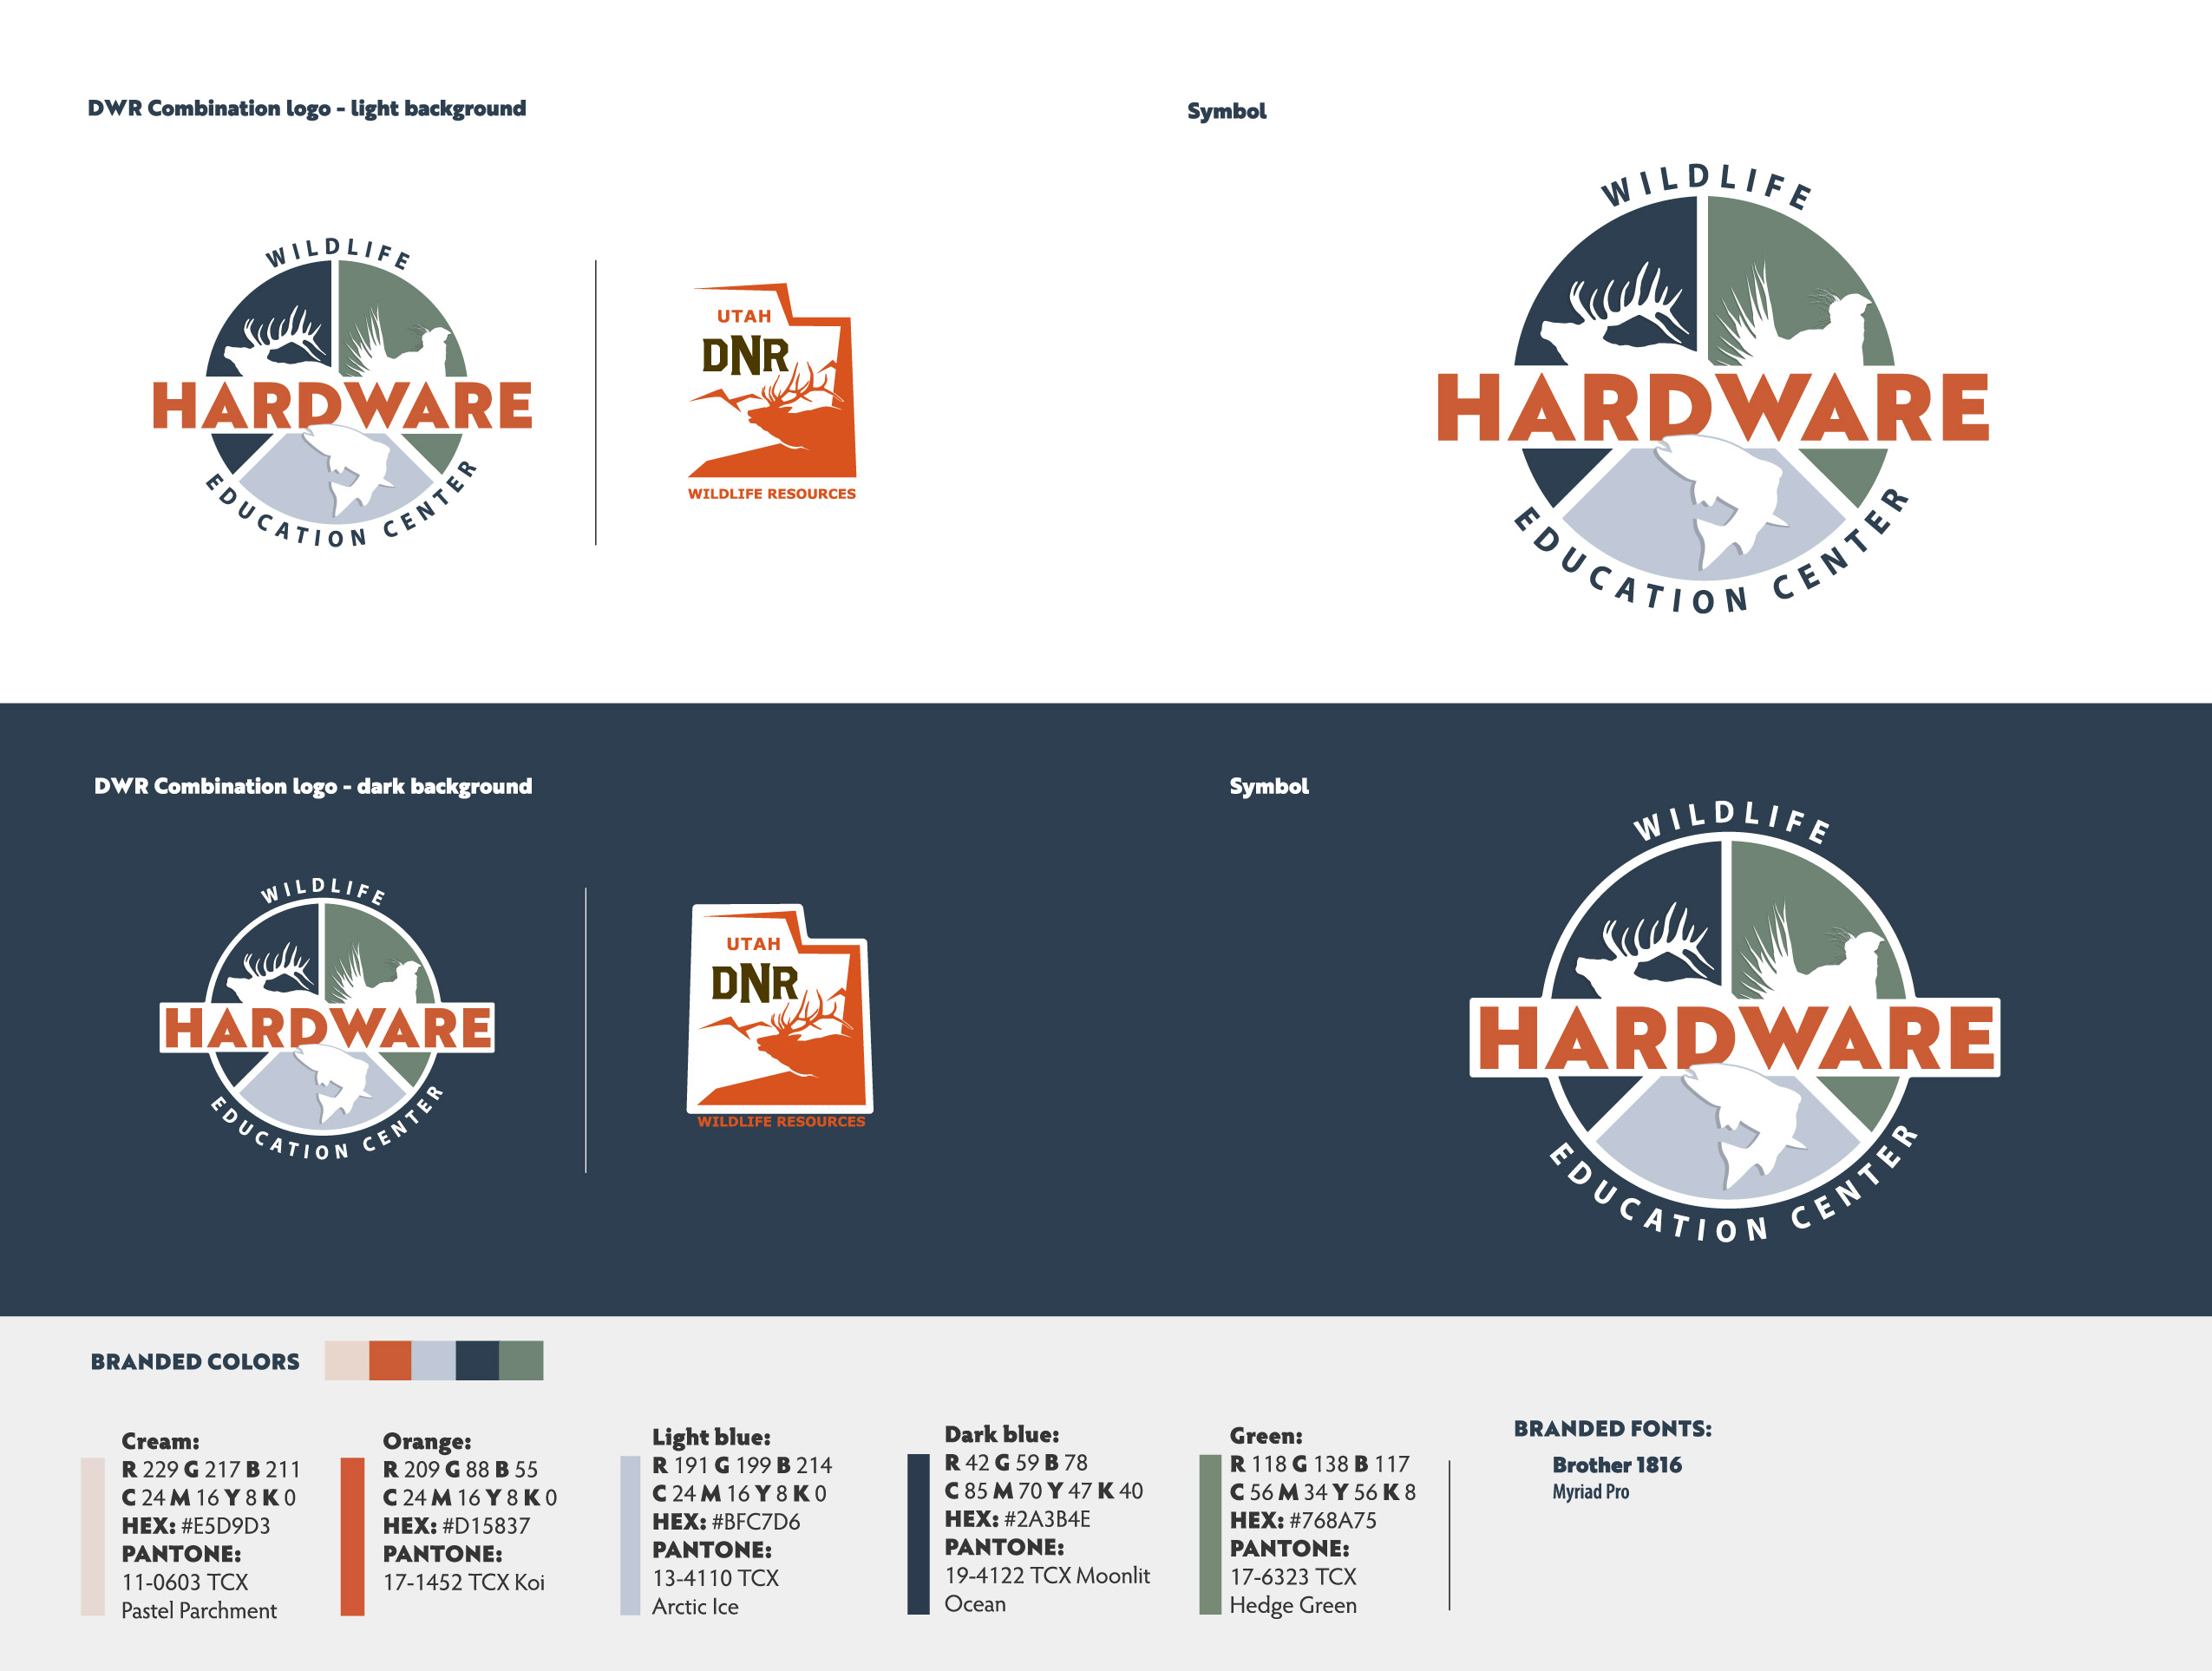 DWR Combination logo - light background
Symbol
WILDLIFE
HARDWARE
EDUCATION CENTER
UTAH
DNR
WILDLIFE RESOURCES
WILDLIFE
HARDWARE
EDUCATION CENTER
DWR Combination logo - dark background
Symbol
WILDLIFE
HARDWARE
EDUCATION CENTER
UTAH
DNR
WILDLIFE RESOURCES
WILDLIFE
HARDWARE
EDUCATION CENTER
BRANDED COLORS
Cream:
R 229 G 217 B 211
C 24 M 16 Y 8 K 0
HEX: #E5D9D3
PANTONE:
11-0603 TCX
Pastel Parchment
Orange:
R 209 G 88 B 55
C 24 M 16 Y 8 K 0
HEX: #D15837
PANTONE:
17-1452 TCX Koi
Light blue:
R 191 G 199 B 214
C 24 M 16 Y 8 K 0
HEX: #BFC7D6
PANTONE:
13-4110 TCX
Arctic Ice
Dark blue:
R 42 G 59 B 78
C 85 M 70 Y 47 K 40
HEX: #2A3B4E
PANTONE:
19-4122 TCX Moonlit
Ocean
Green:
R 118 G 138 B 117
C 56 M 34 Y 56 K 8
HEX: #768A75
PANTONE:
17-6323 TCX
Hedge Green
BRANDED FONTS:
Brother 1816
Myriad Pro